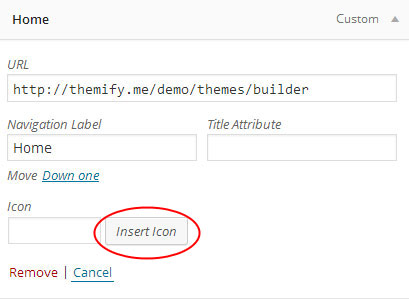 Home Custom
URL
http://themify.me/demo/themes/builder
Navigation Label Title Attribute
Home
Move Down one
Icon
Insert Icon
Remove | Cancel